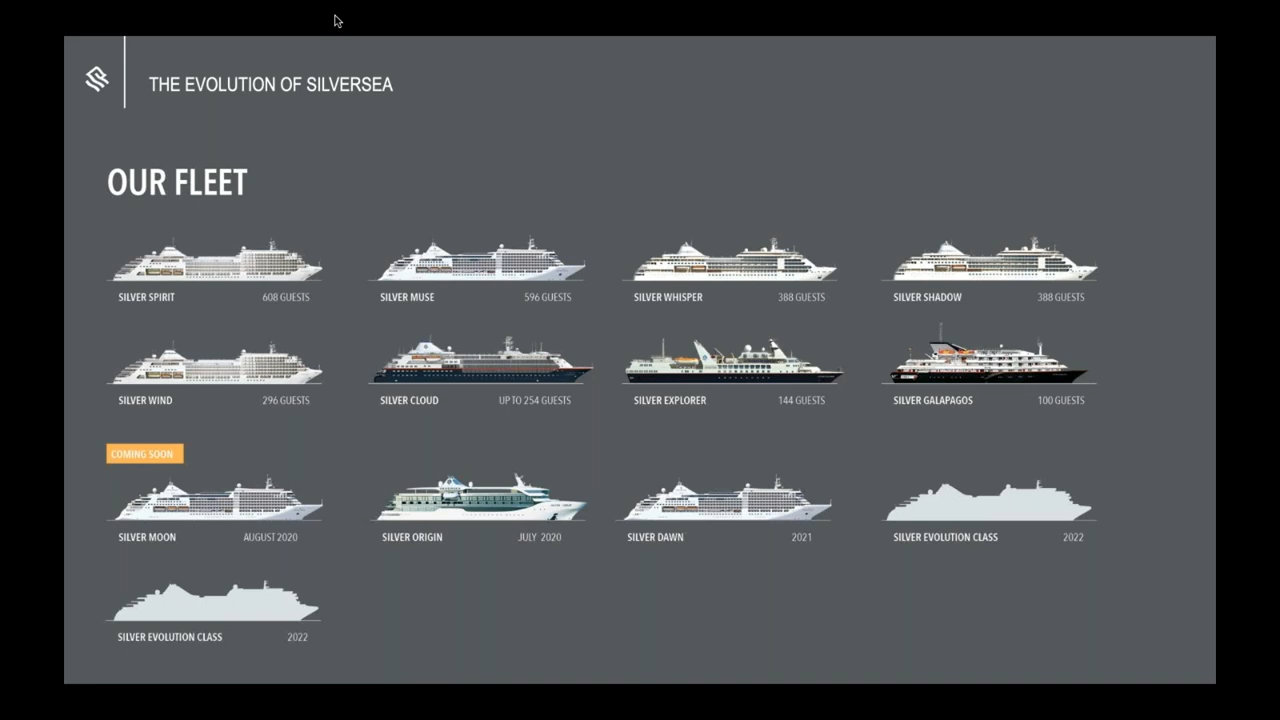 THE EVOLUTION OF SILVERSEA
OUR FLEET
SILVER SPIRIT 608 GUESTS
SILVER MUSE 596 GUESTS
SILVER WHISPER 388 GUESTS
SILVER SHADOW 388 GUESTS
SILVER WIND 296 GUESTS
SILVER CLOUD UP TO 254 GUESTS
SILVER EXPLORER 144 GUESTS
SILVER GALAPAGOS 100 GUESTS
COMING SOON
SILVER MOON AUGUST 2020
SILVER ORIGIN JULY 2020
SILVER DAWN 2021
SILVER EVOLUTION CLASS 2022
SILVER EVOLUTION CLASS 2022